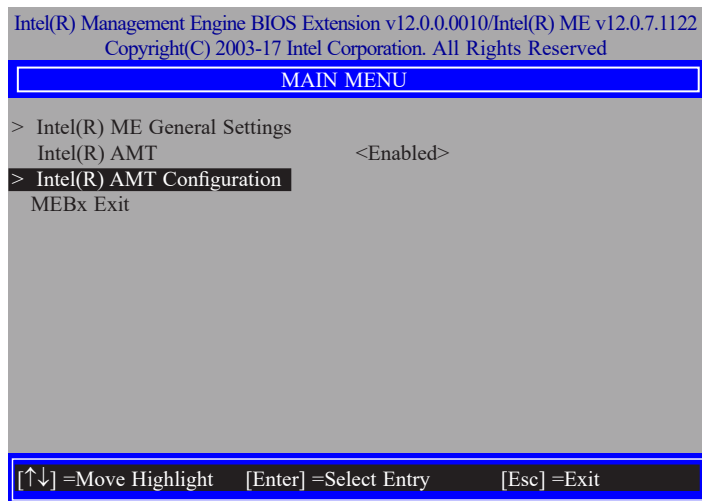 Intel(R) Management Engine BIOS Extension v12.0.0.0010/Intel(R) ME v12.0.7.1122
Copyright(C) 2003-17 Intel Corporation. All Rights Reserved
MAIN MENU
> Intel(R) ME General Settings
Intel(R) AMT <Enabled>
> Intel(R) AMT Configuration
MEBx Exit
[↑↓] =Move Highlight [Enter] =Select Entry [Esc] =Exit